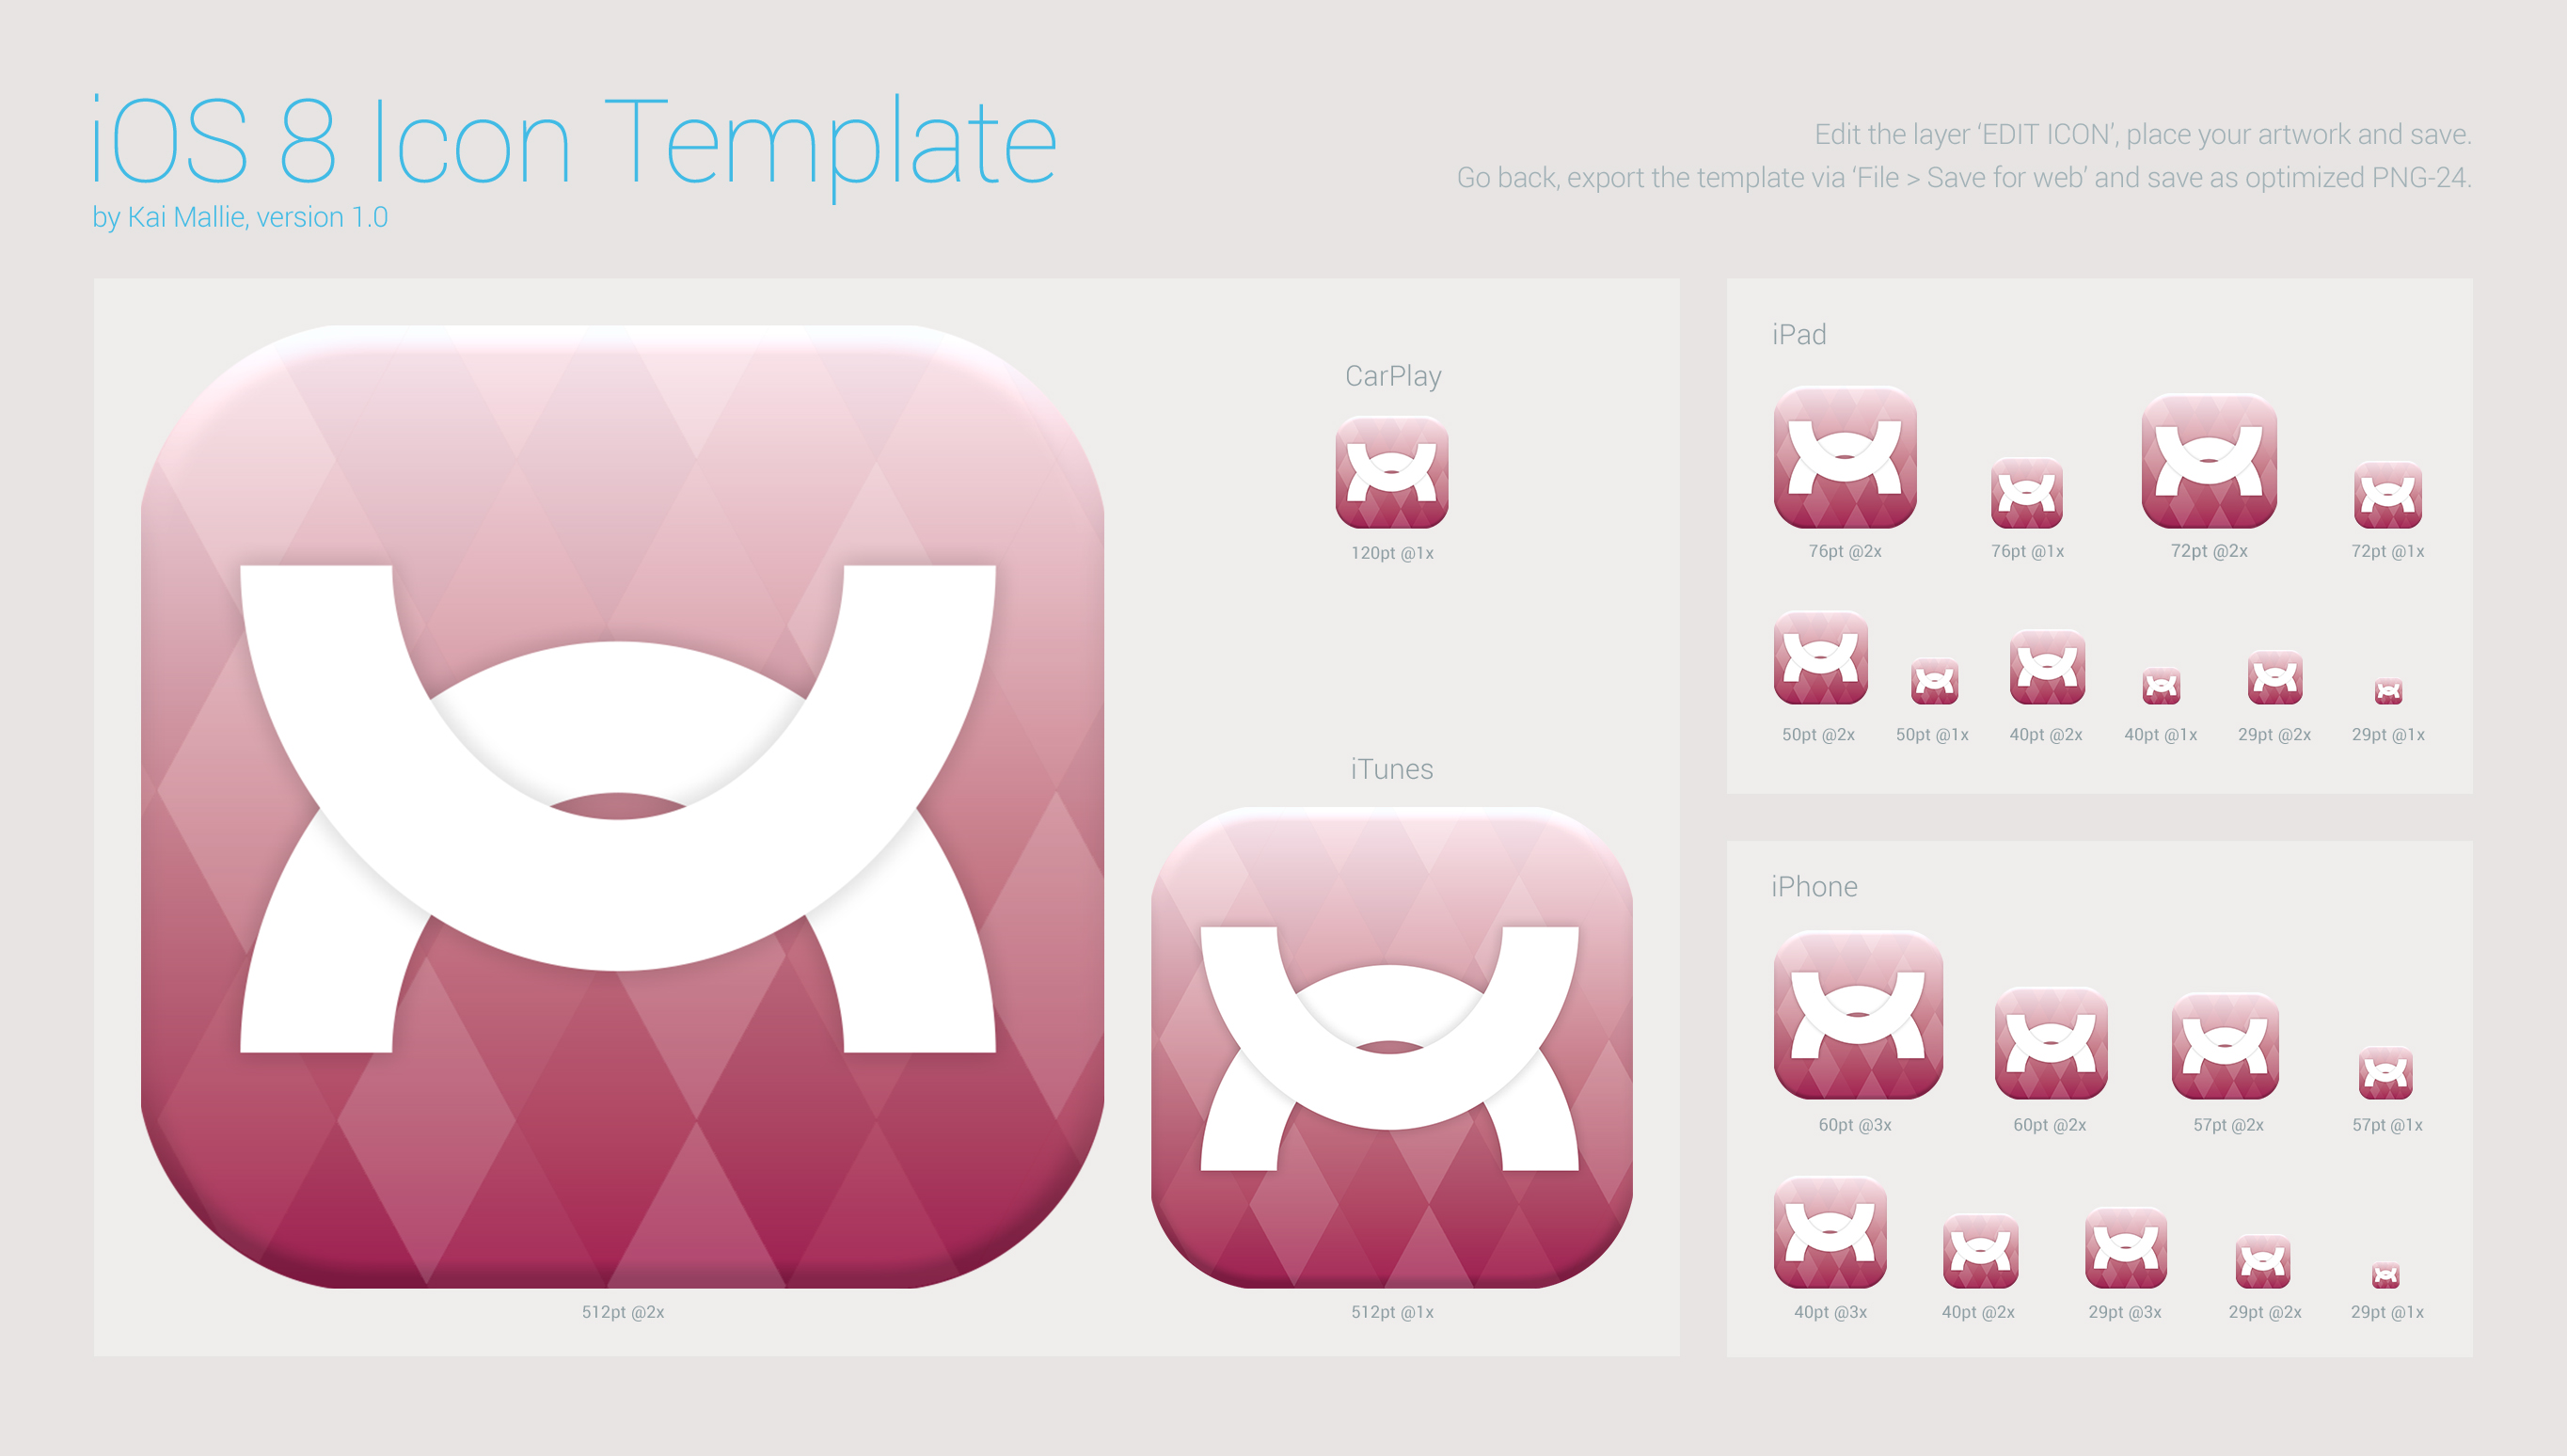 iOS 8 Icon Template
by Kai Mallie, version 1.0
Edit the layer ‘EDIT ICON’, place your artwork and save.
Go back, export the template via ‘File > Save for web’ and save as optimized PNG-24.
512pt @2x
CarPlay
120pt @1x
iTunes
512pt @1x
iPad
76pt @2x
76pt @1x
72pt @2x
72pt @1x
50pt @2x
50pt @1x
40pt @2x
40pt @1x
29pt @2x
29pt @1x
iPhone
60pt @3x
60pt @2x
57pt @2x
57pt @1x
40pt @3x
40pt @2x
29pt @3x
29pt @2x
29pt @1x